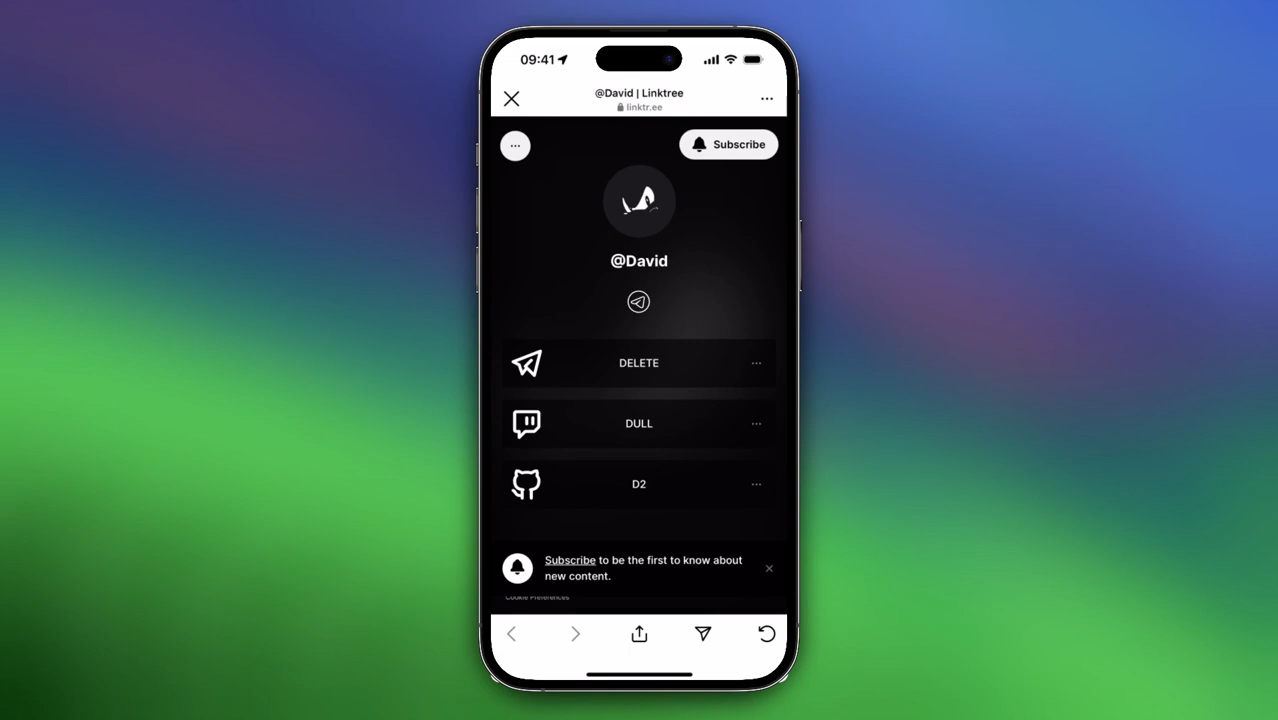 09:41
@David | Linktree
linktr.ee
Subscribe
@David
DELETE
DULL
D2
Subscribe to be the first to know about
new content.
Cookie Preferences